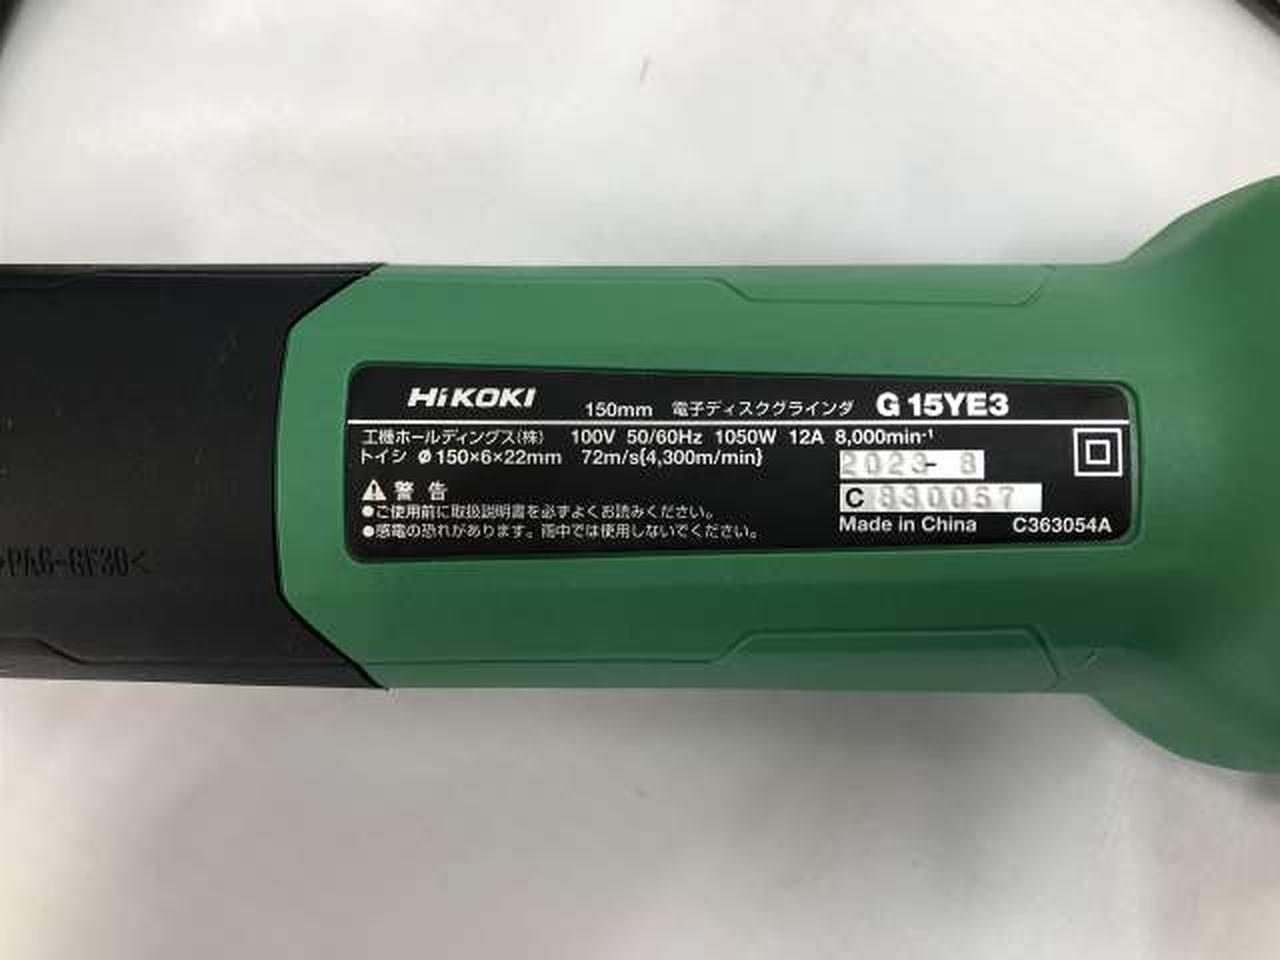 HiKOKI 150mm 電子ディスクグラインダ G 15YE3
工機ホールディングス(株) 100V 50/60Hz 1050W 12A 8,000min⁻¹
トイシ ø150×6×22mm 72m/s{4,300m/min}
2023- 8
警告
C 830057
●ご使用前に取扱説明書を必ずよくお読みください。
●感電の恐れがあります。雨中では使用しないでください。
Made in China C363054A
>PA6-GF30<